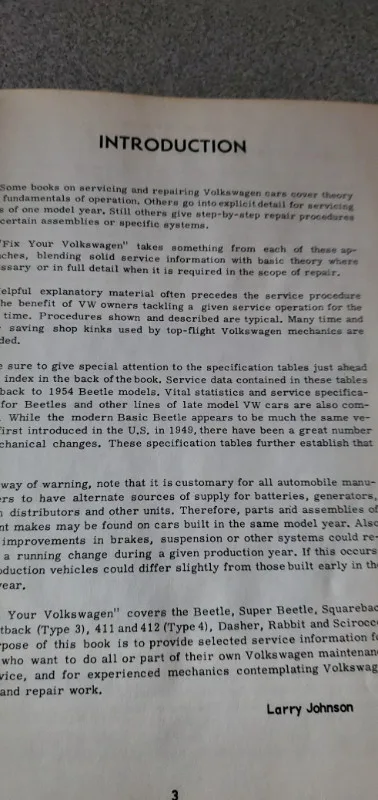 INTRODUCTION
Some books on servicing and repairing Volkswagen cars cover theory
fundamentals of operation. Others go into explicit detail for servicing
of one model year. Still others give step-by-step repair procedures
certain assemblies or specific systems.
"Fix Your Volkswagen" takes something from each of these ap-
ches, blending solid service information with basic theory where
ssary or in full detail when it is required in the scope of repair.
elpful explanatory material often precedes the service procedure
he benefit of VW owners tackling a given service operation for the
time. Procedures shown and described are typical. Many time and
saving shop kinks used by top-flight Volkswagen mechanics are
ded.
e sure to give special attention to the specification tables just ahead
index in the back of the book. Service data contained in these tables
back to 1954 Beetle models. Vital statistics and service specifica-
for Beetles and other lines of late model VW cars are also com-
While the modern Basic Beetle appears to be much the same ve-
first introduced in the U.S. in 1949, there have been a great number
chanical changes. These specification tables further establish that
way of warning, note that it is customary for all automobile manu-
ers to have alternate sources of supply for batteries, generators,
distributors and other units. Therefore, parts and assemblies of
nt makes may be found on cars built in the same model year. Also
improvements in brakes, suspension or other systems could re-
a running change during a given production year. If this occurs
oduction vehicles could differ slightly from those built early in the
year.
Your Volkswagen" covers the Beetle, Super Beetle, Squareback
tback (Type 3), 411 and 412 (Type 4), Dasher, Rabbit and Scirocco
rpose of this book is to provide selected service information f
who want to do all or part of their own Volkswagen maintenanc
vice, and for experienced mechanics contemplating Volkswag
and repair work.
Larry Johnson
3